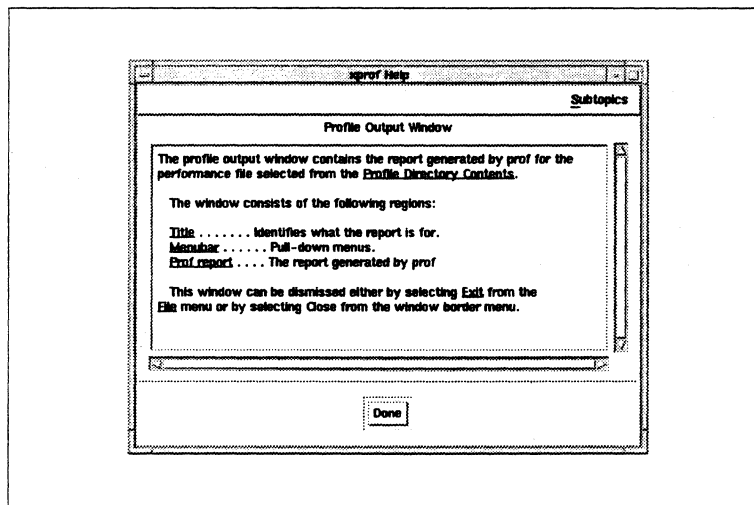 xprof Help
Subtopics
Profile Output Window
The profile output window contains the report generated by prof for the
performance file selected from the Profile Directory Contents.
The window consists of the following regions:
Title . . . . . . . Identifies what the report is for.
Menubar . . . . . . Pull-down menus.
Prof report . . . . The report generated by prof
This window can be dismissed either by selecting Exit from the
File menu or by selecting Close from the window border menu.
Done